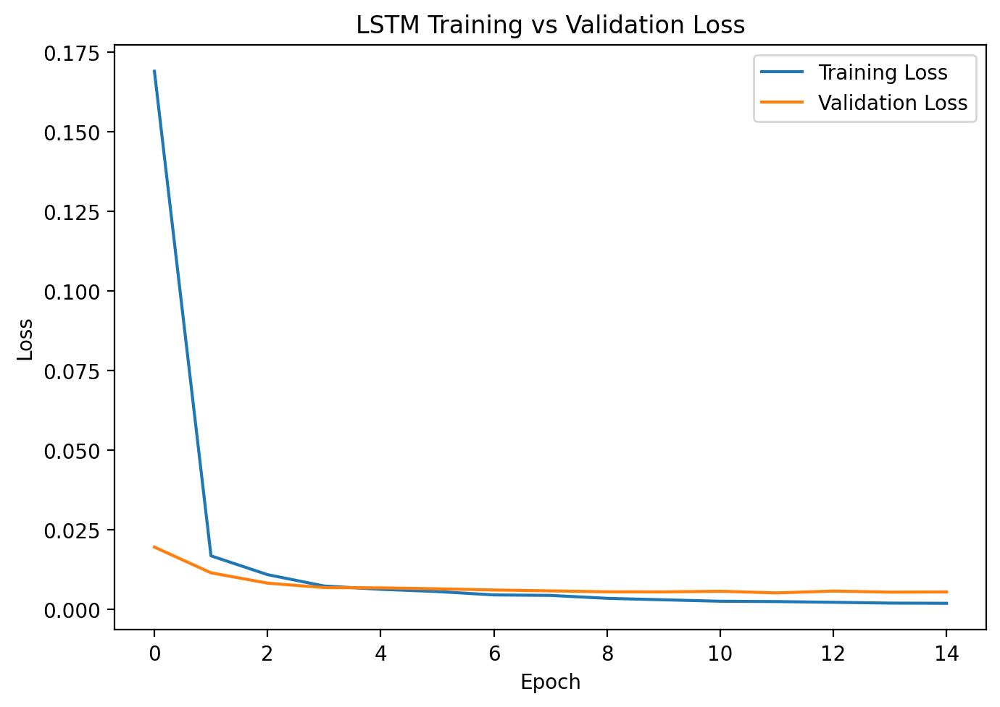 LSTM Training vs Validation Loss
Training Loss
Validation Loss
0.175
0.150
0.125
0.100
0.075
0.050
0.025
0.000
Loss
0 2 4 6 8 10 12 14
Epoch